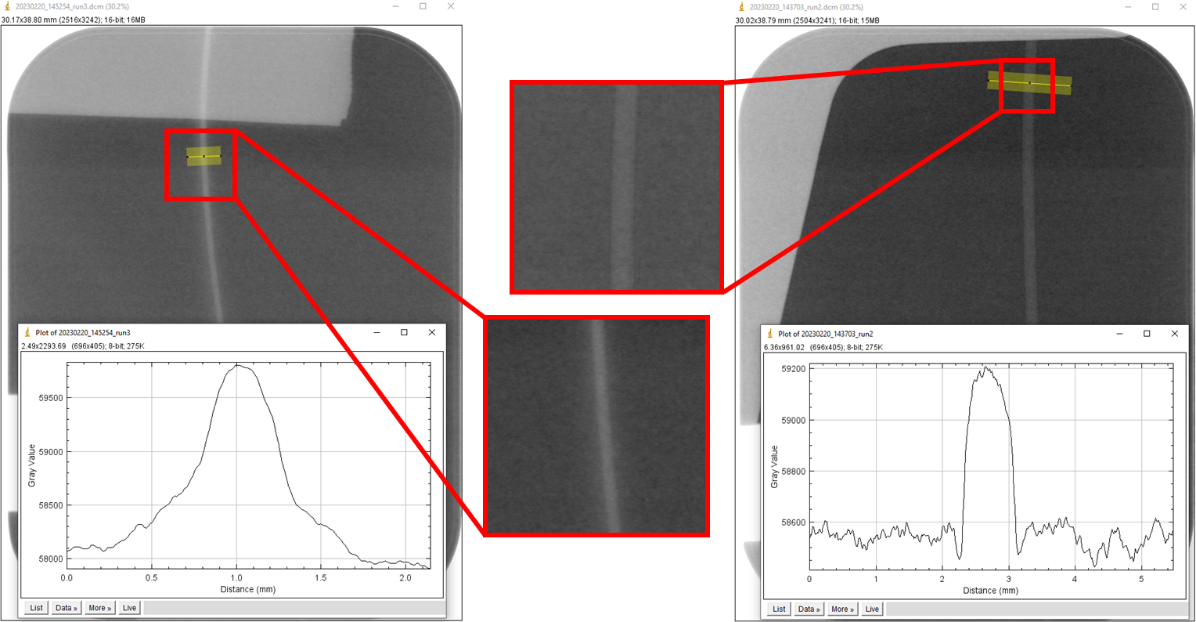 20230220_145254_run3.dcm (30.2%)
30.17x38.80 mm (2516x3242); 16-bit; 16MB
20230220_143703_run2.dcm (30.2%)
30.02x38.79 mm (2504x3241); 16-bit; 15MB
Plot of 20230220_145254_run3
2.49x2293.69 (696x405); 8-bit; 275K
59500
59000
58500
58000
Gray Value
0.0 0.5 1.0 1.5 2.0
Distance (mm)
List Data » More » Live
Plot of 20230220_143703_run2
6.36x961.02 (696x405); 8-bit; 275K
59200
59000
58800
58600
Gray Value
0 1 2 3 4 5
Distance (mm)
List Data » More » Live